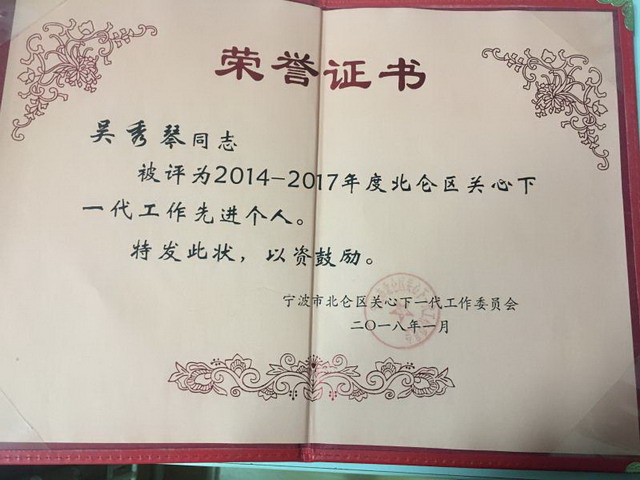 荣誉证书
吴秀琴同志
被评为2014-2017年度北仑区关心下
一代工作先进个人。
特发此状，以资鼓励。
宁波市北仑区关心下一代工作委员会
二〇一八年一月